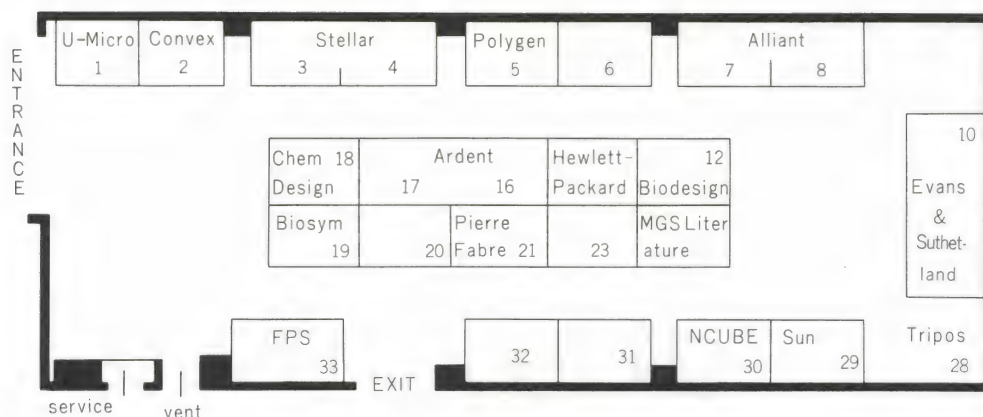 ENTRANCE
U-Micro
1
Convex
2
Stellar
3 4
Polygen
5
6
Alliant
7 8
10
Evans
&
Suthet-
land
Chem 18
Design
Ardent
17 16
Hewlett-
Packard
12
Biodesign
Biosym
19
20
Pierre
Fabre 21
23
MGS Liter
ature
FPS
33
EXIT
32
31
NCUBE
30
Sun
29
Tripos
28
service
vent